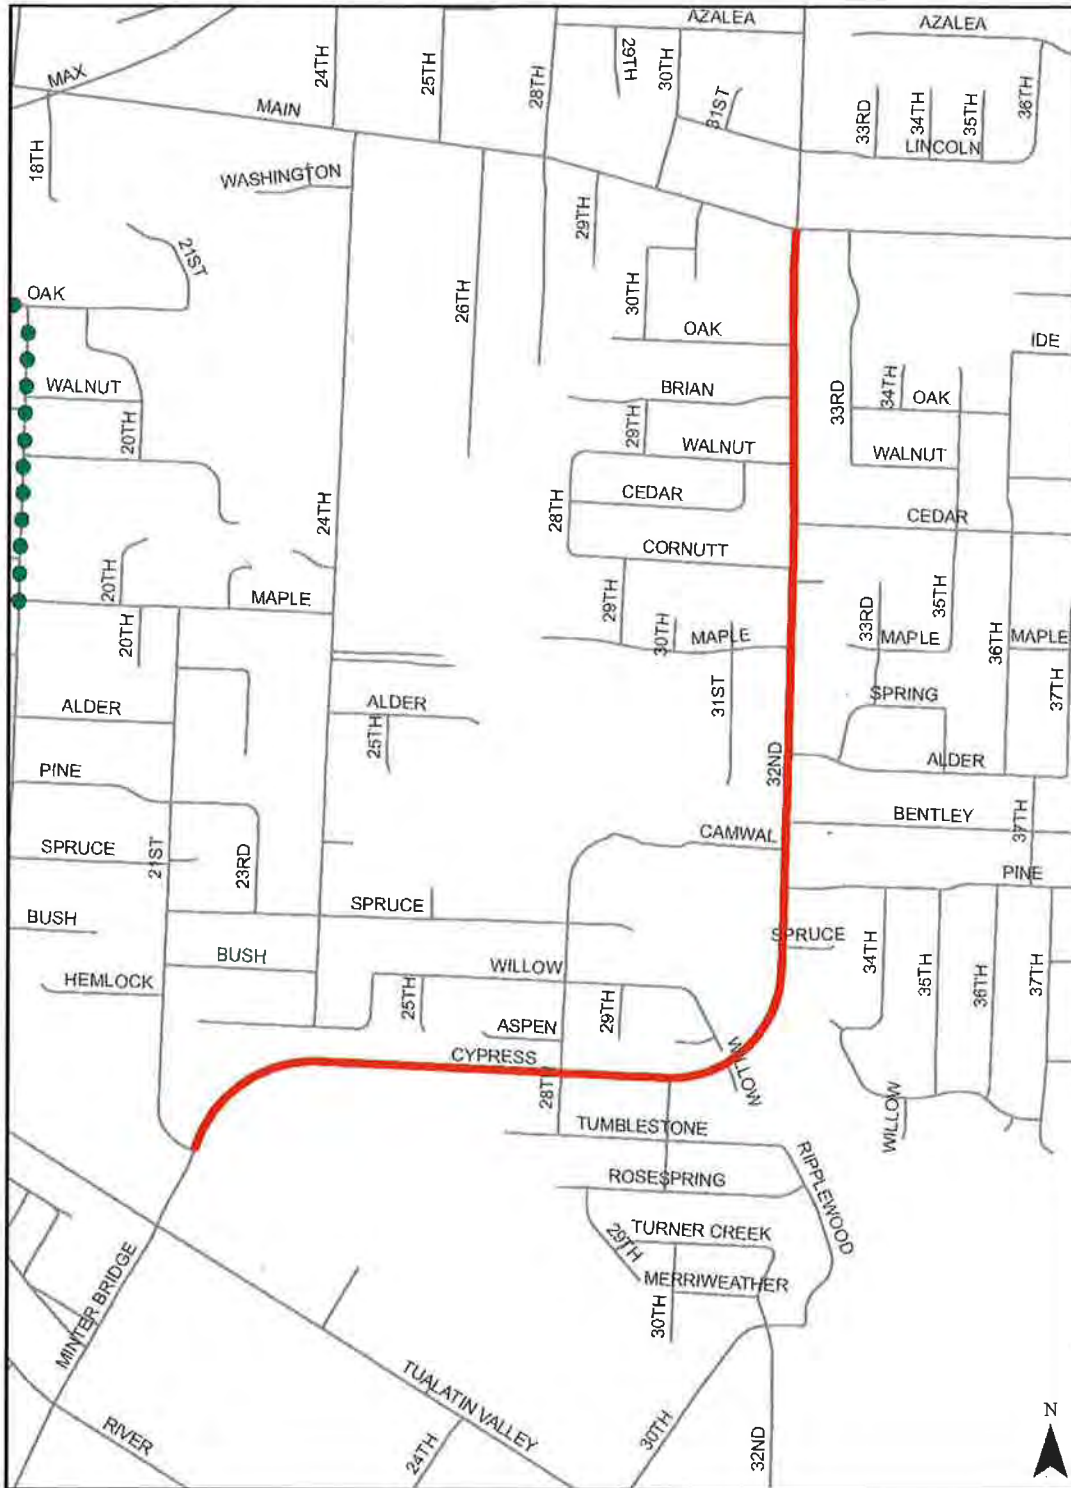 AZALEA
AZALEA
MAX
24TH
25TH
28TH
29TH
30TH
31ST
33RD
34TH
35TH
36TH
MAIN
LINCOLN
18TH
WASHINGTON
29TH
21ST
OAK
26TH
30TH
OAK
IDE
WALNUT
20TH
BRIAN
29TH
33RD
34TH
OAK
WALNUT
WALNUT
24TH
28TH
CEDAR
CEDAR
CORNUTT
20TH
MAPLE
29TH
35TH
20TH
30TH
MAPLE
33RD
MAPLE
36TH
MAPLE
ALDER
ALDER
25TH
31ST
SPRING
37TH
PINE
32ND
ALDER
SPRUCE
21ST
23RD
CAMWAL
BENTLEY
37TH
PINE
BUSH
SPRUCE
SPRUCE
BUSH
WILLOW
34TH
35TH
36TH
37TH
HEMLOCK
25TH
29TH
ASPEN
CYPRESS
28TH
WILLOW
WILLOW
TUMBLESTONE
RIPPLEWOOD
ROSESPRING
29TH
TURNER CREEK
MERRIWEATHER
30TH
MINTER BRIDGE
TUALATIN VALLEY
RIVER
24TH
30TH
32ND
N